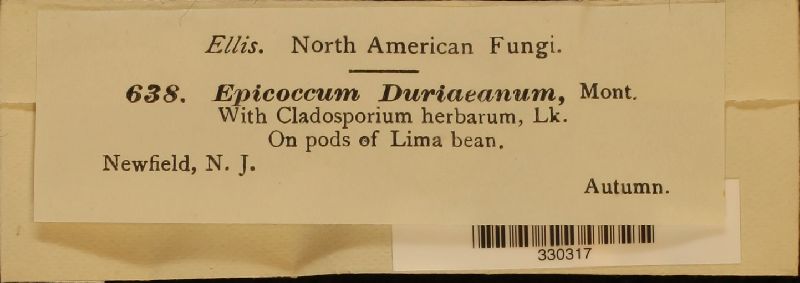 Ellis. North American Fungi.
638. Epicoccum Duriaeanum, Mont.
With Cladosporium herbarum, Lk.
On pods of Lima bean.
Newfield, N. J.
Autumn.
330317